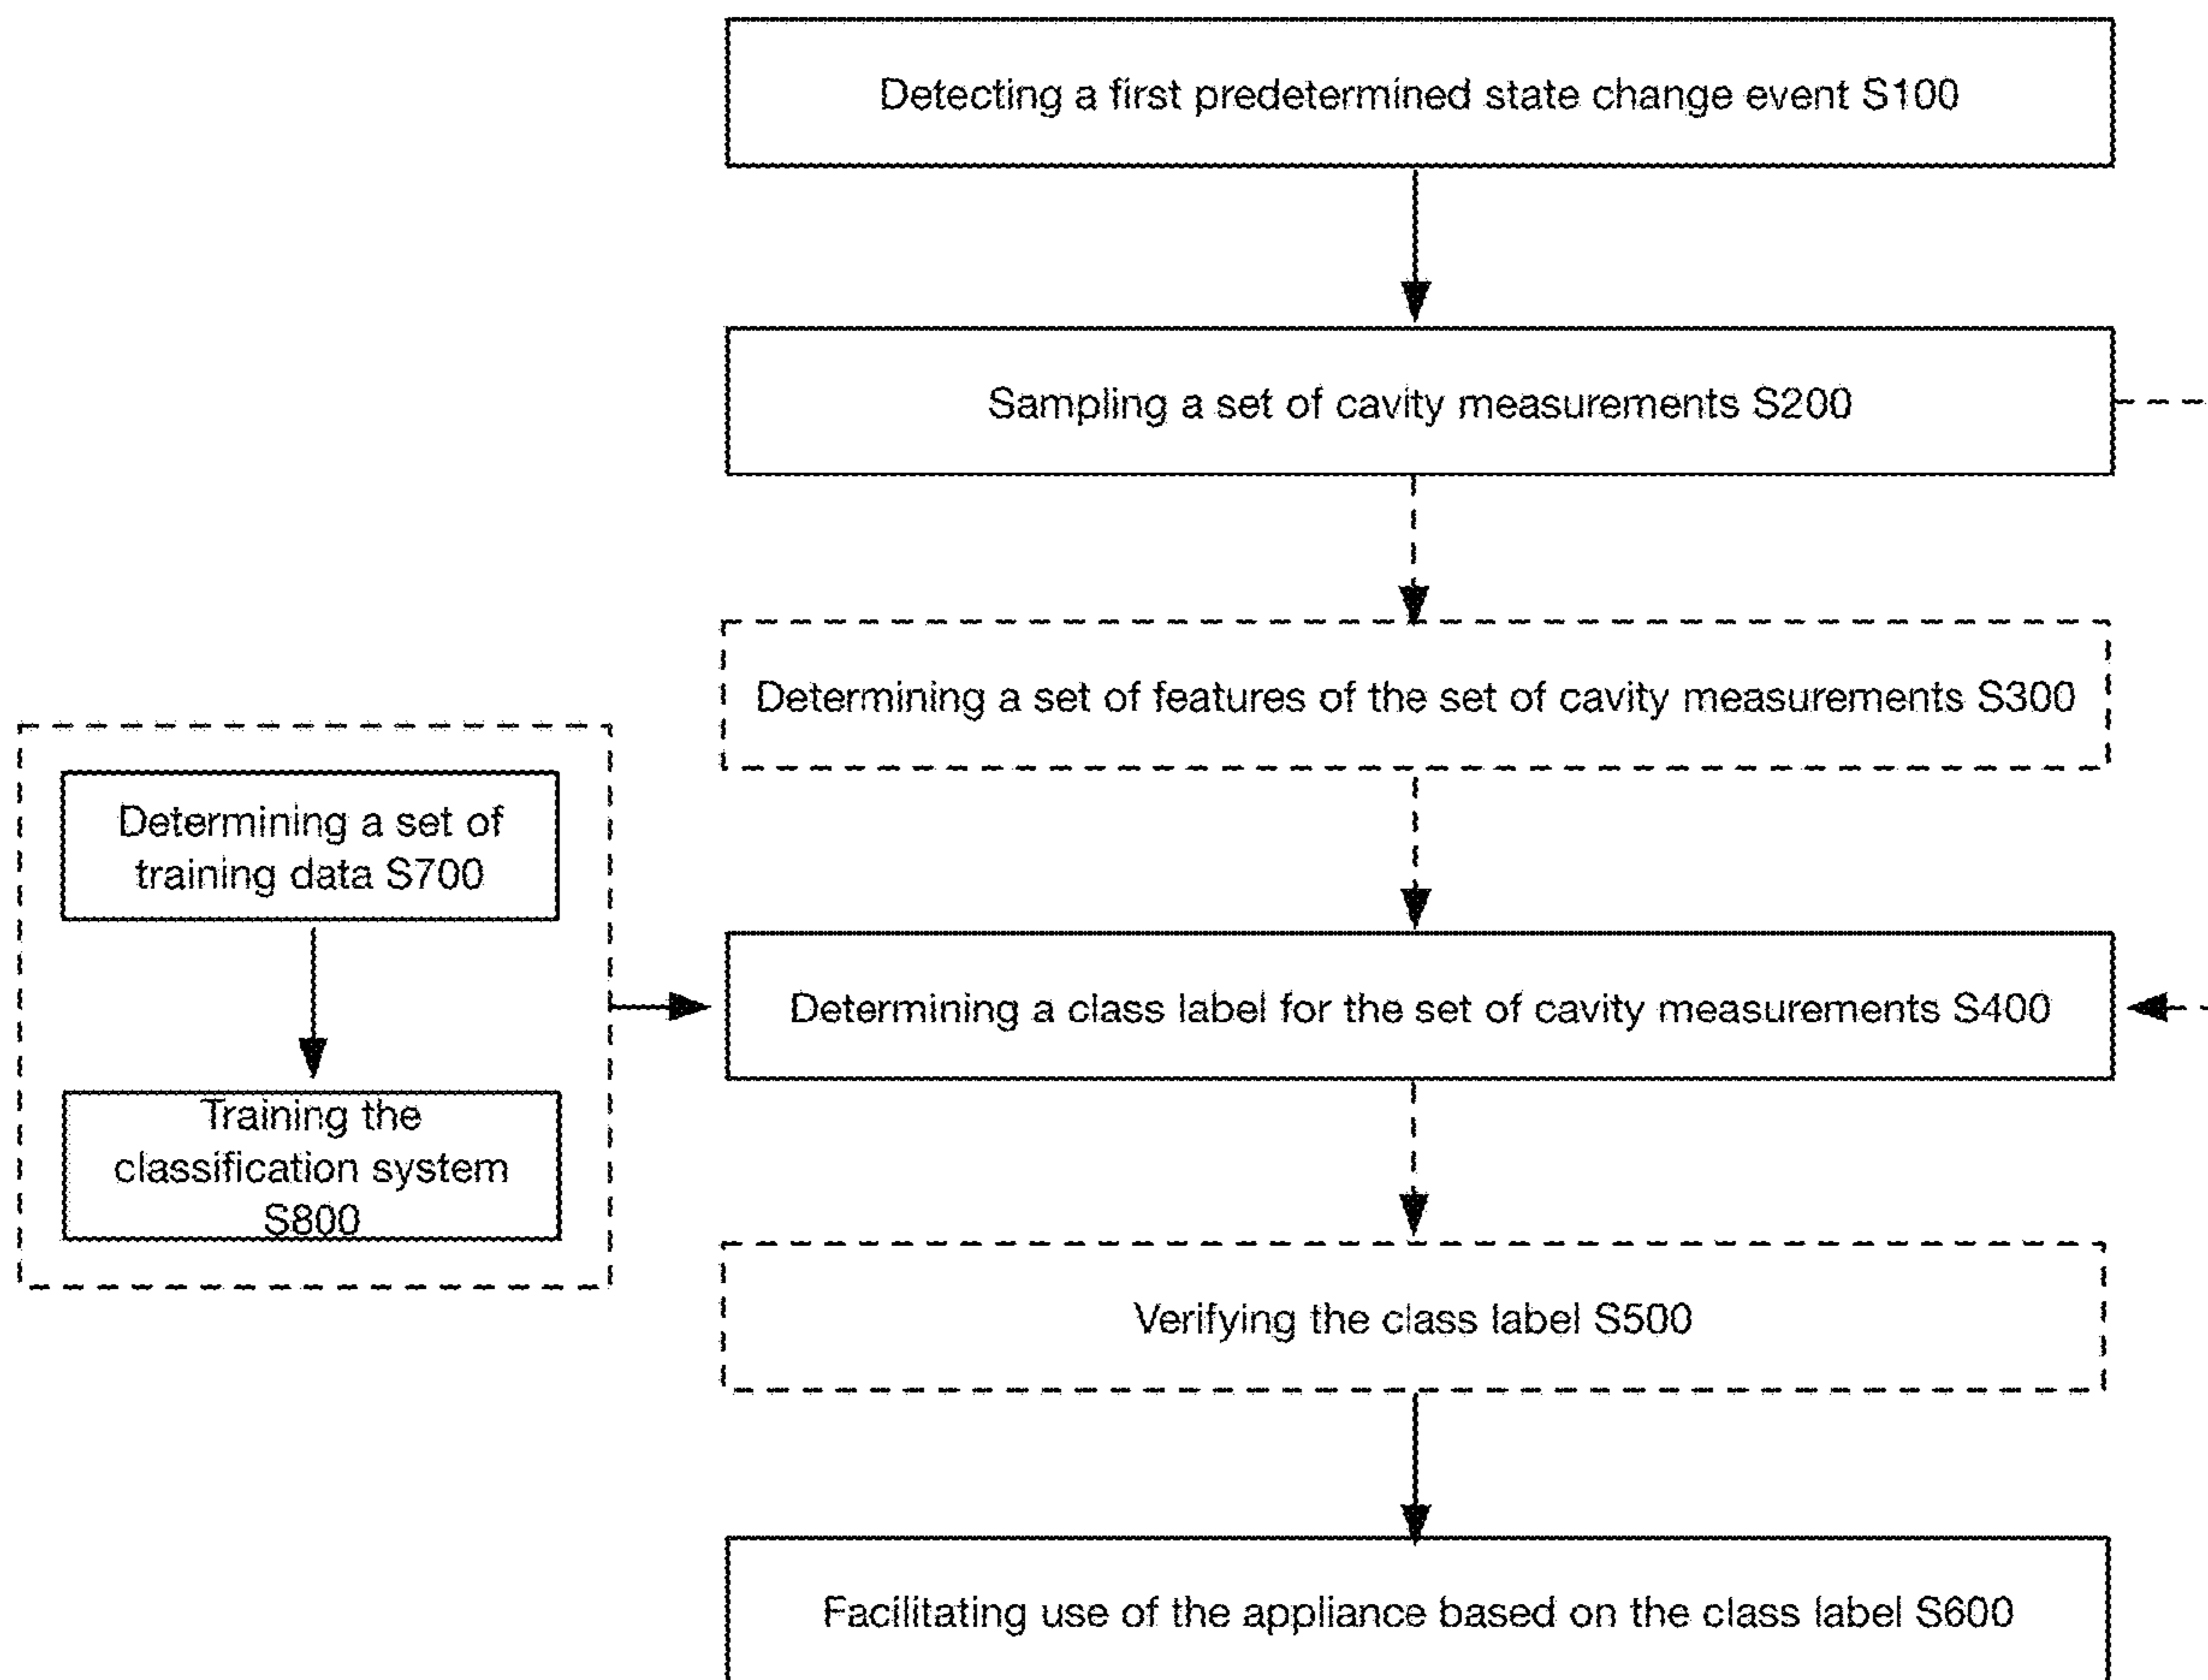 Detecting a first predetermined state change event S100
Sampling a set of cavity measurements S200
Determining a set of features of the set of cavity measurements S300
Determining a set of
training data S700
Training the
classification system
S800
Determining a class label for the set of cavity measurements S400
Verifying the class label S500
Facilitating use of the appliance based on the class label S600